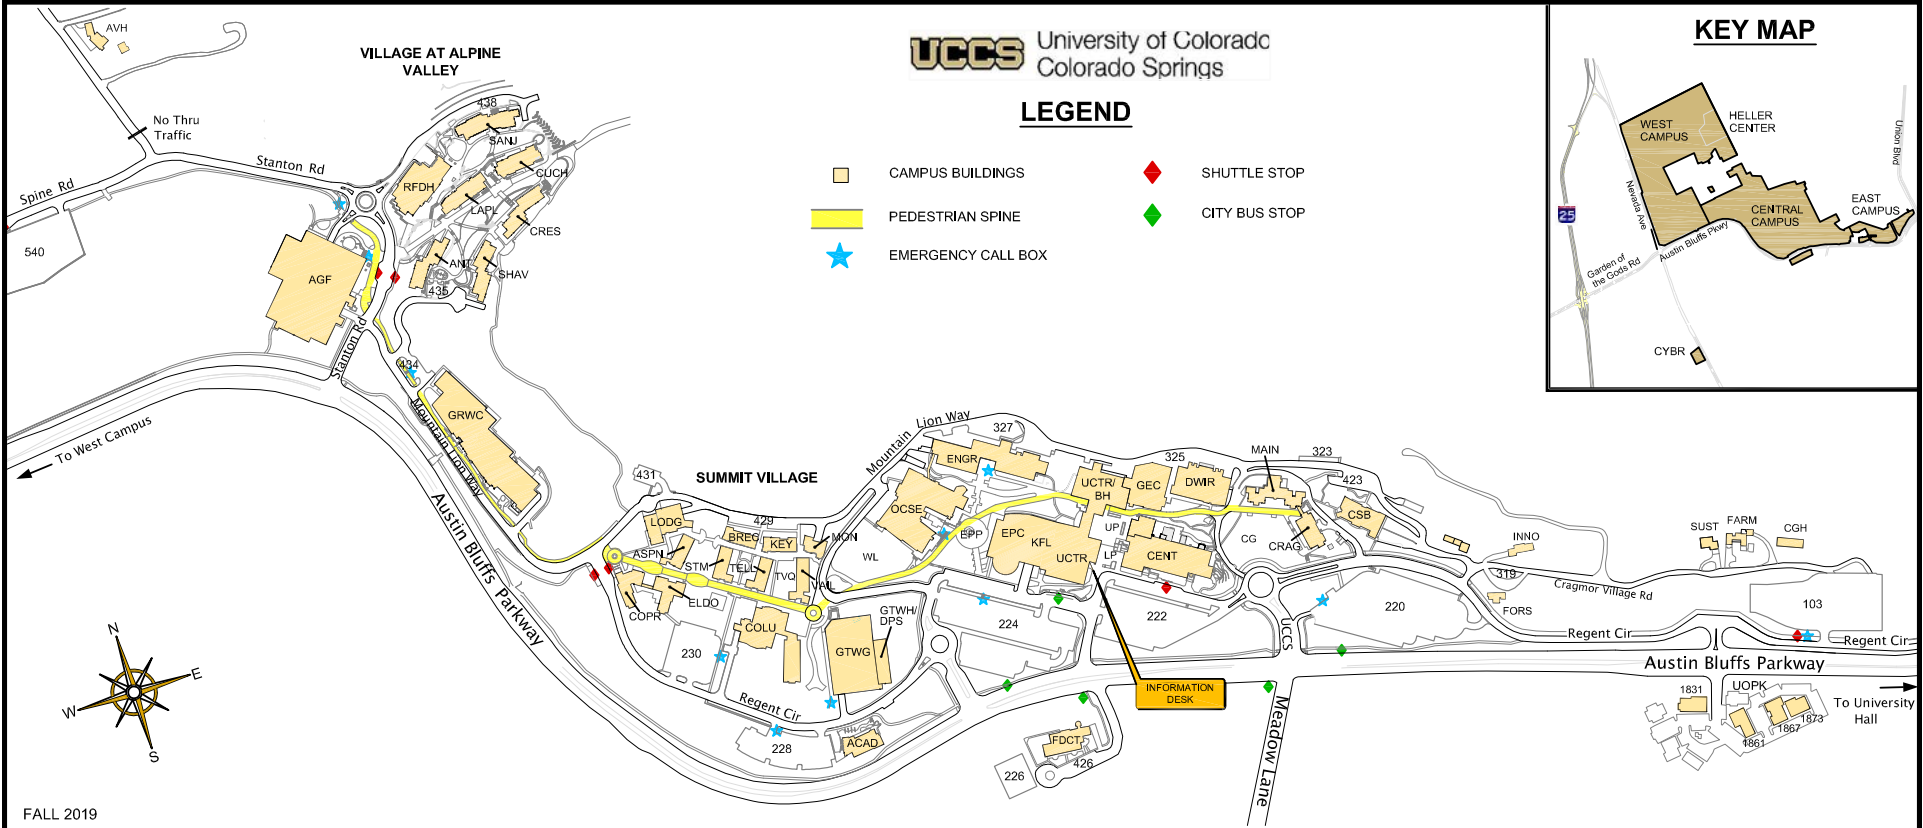 AVH
VILLAGE AT ALPINE
VALLEY
No Thru
Traffic
Stanton Rd
Spine Rd
540
438
SANJ
CUCH
RFDH
LAPL
CRES
ANT
SHAV
435
AGF
Stanton Rd
434
GRWC
Mountain Lion Way
Mountain Lion Way
To West Campus
Austin Bluffs Parkway
UCCS
University of Colorado
Colorado Springs
LEGEND
CAMPUS BUILDINGS
SHUTTLE STOP
PEDESTRIAN SPINE
CITY BUS STOP
EMERGENCY CALL BOX
KEY MAP
WEST
CAMPUS
HELLER
CENTER
Union Blvd
25
Nevada Ave
CENTRAL
CAMPUS
EAST
CAMPUS
Austin Bluffs Pkwy
Garden of
the Gods Rd
CYBR
431
SUMMIT VILLAGE
Mountain Lion Way
327
ENGR
LODG
429
BREC
KEY
MON
ASPN
STM
TELL
TVQ
VAIL
COPR
ELDO
COLU
230
GTWH/
DPS
GTWG
Regent Cir
228
ACAD
OCSE
WL
EPP
EPC
KFL
UCTR
UCTR/
BH
GEC
325
DWIR
UP
LP
CENT
MAIN
323
423
CSB
CG
CRAG
224
222
220
UCCS
INFORMATION
DESK
Meadow Lane
FDCT
426
226
INNO
319
FORS
SUST
FARM
CGH
Cragmor Village Rd
103
Regent Cir
Regent Cir
Austin Bluffs Parkway
1831
UOPK
1873
1867
1861
To University
Hall
N
E
W
S
FALL 2019